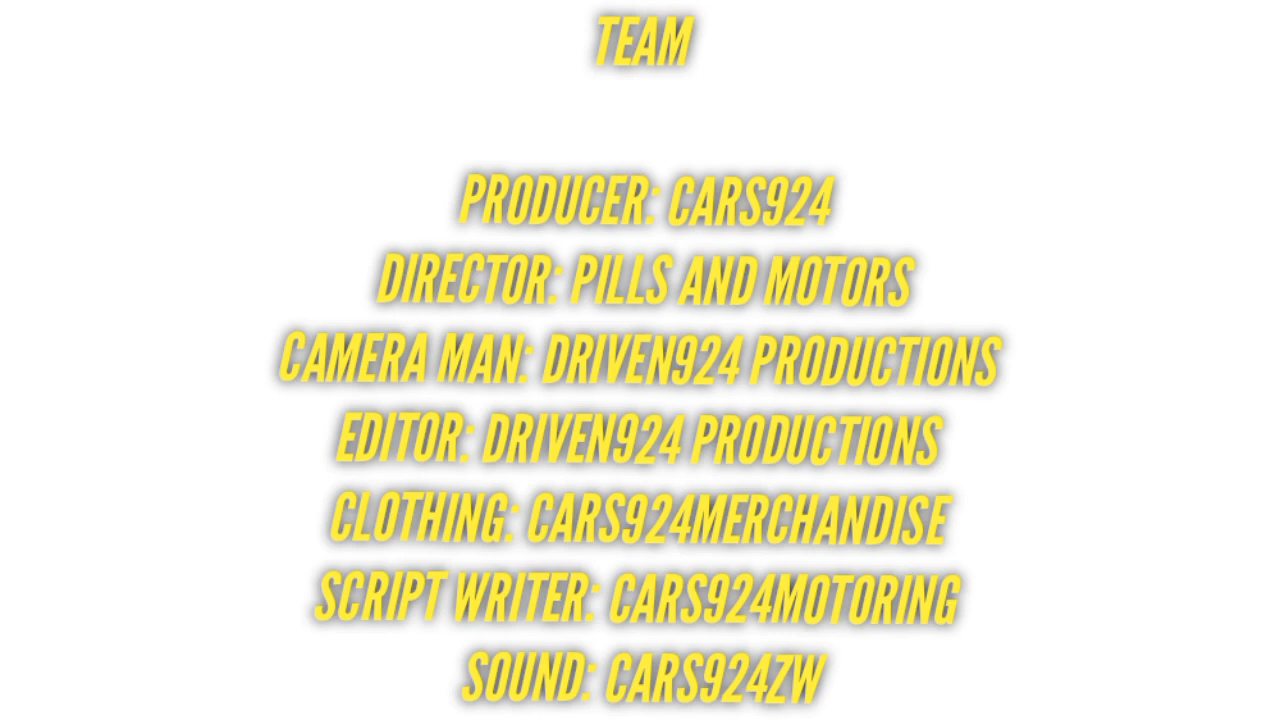 TEAM
PRODUCER: CARS924
DIRECTOR: PILLS AND MOTORS
CAMERA MAN: DRIVEN924 PRODUCTIONS
EDITOR: DRIVEN924 PRODUCTIONS
CLOTHING: CARS924MERCHANDISE
SCRIPT WRITER: CARS924MOTORING
SOUND: CARS924ZW